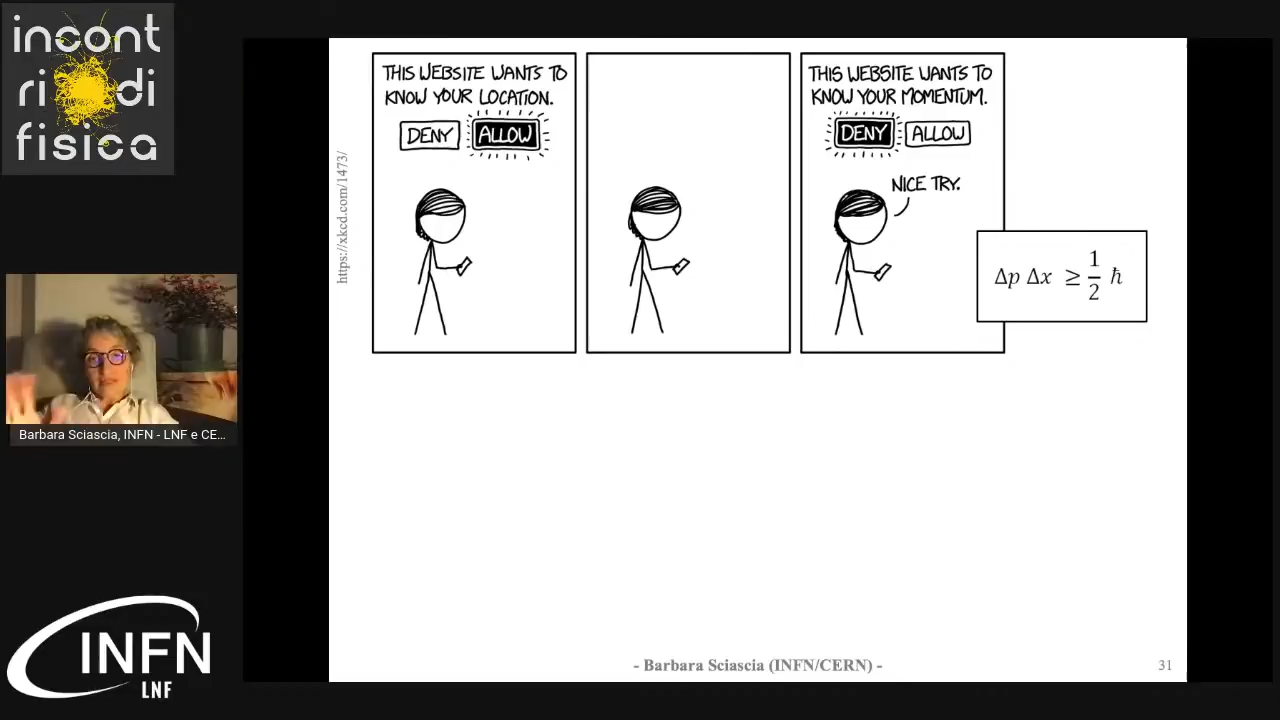 incont
ri di
fisica
THIS WEBSITE WANTS TO
KNOW YOUR LOCATION.
DENY ALLOW
THIS WEBSITE WANTS TO
KNOW YOUR MOMENTUM.
DENY ALLOW
NICE TRY.
https://xkcd.com/1473/
Δp Δx ≥ 1/2 ħ
Barbara Sciascia, INFN - LNF e CE...
INFN
LNF
- Barbara Sciascia (INFN/CERN) -
31